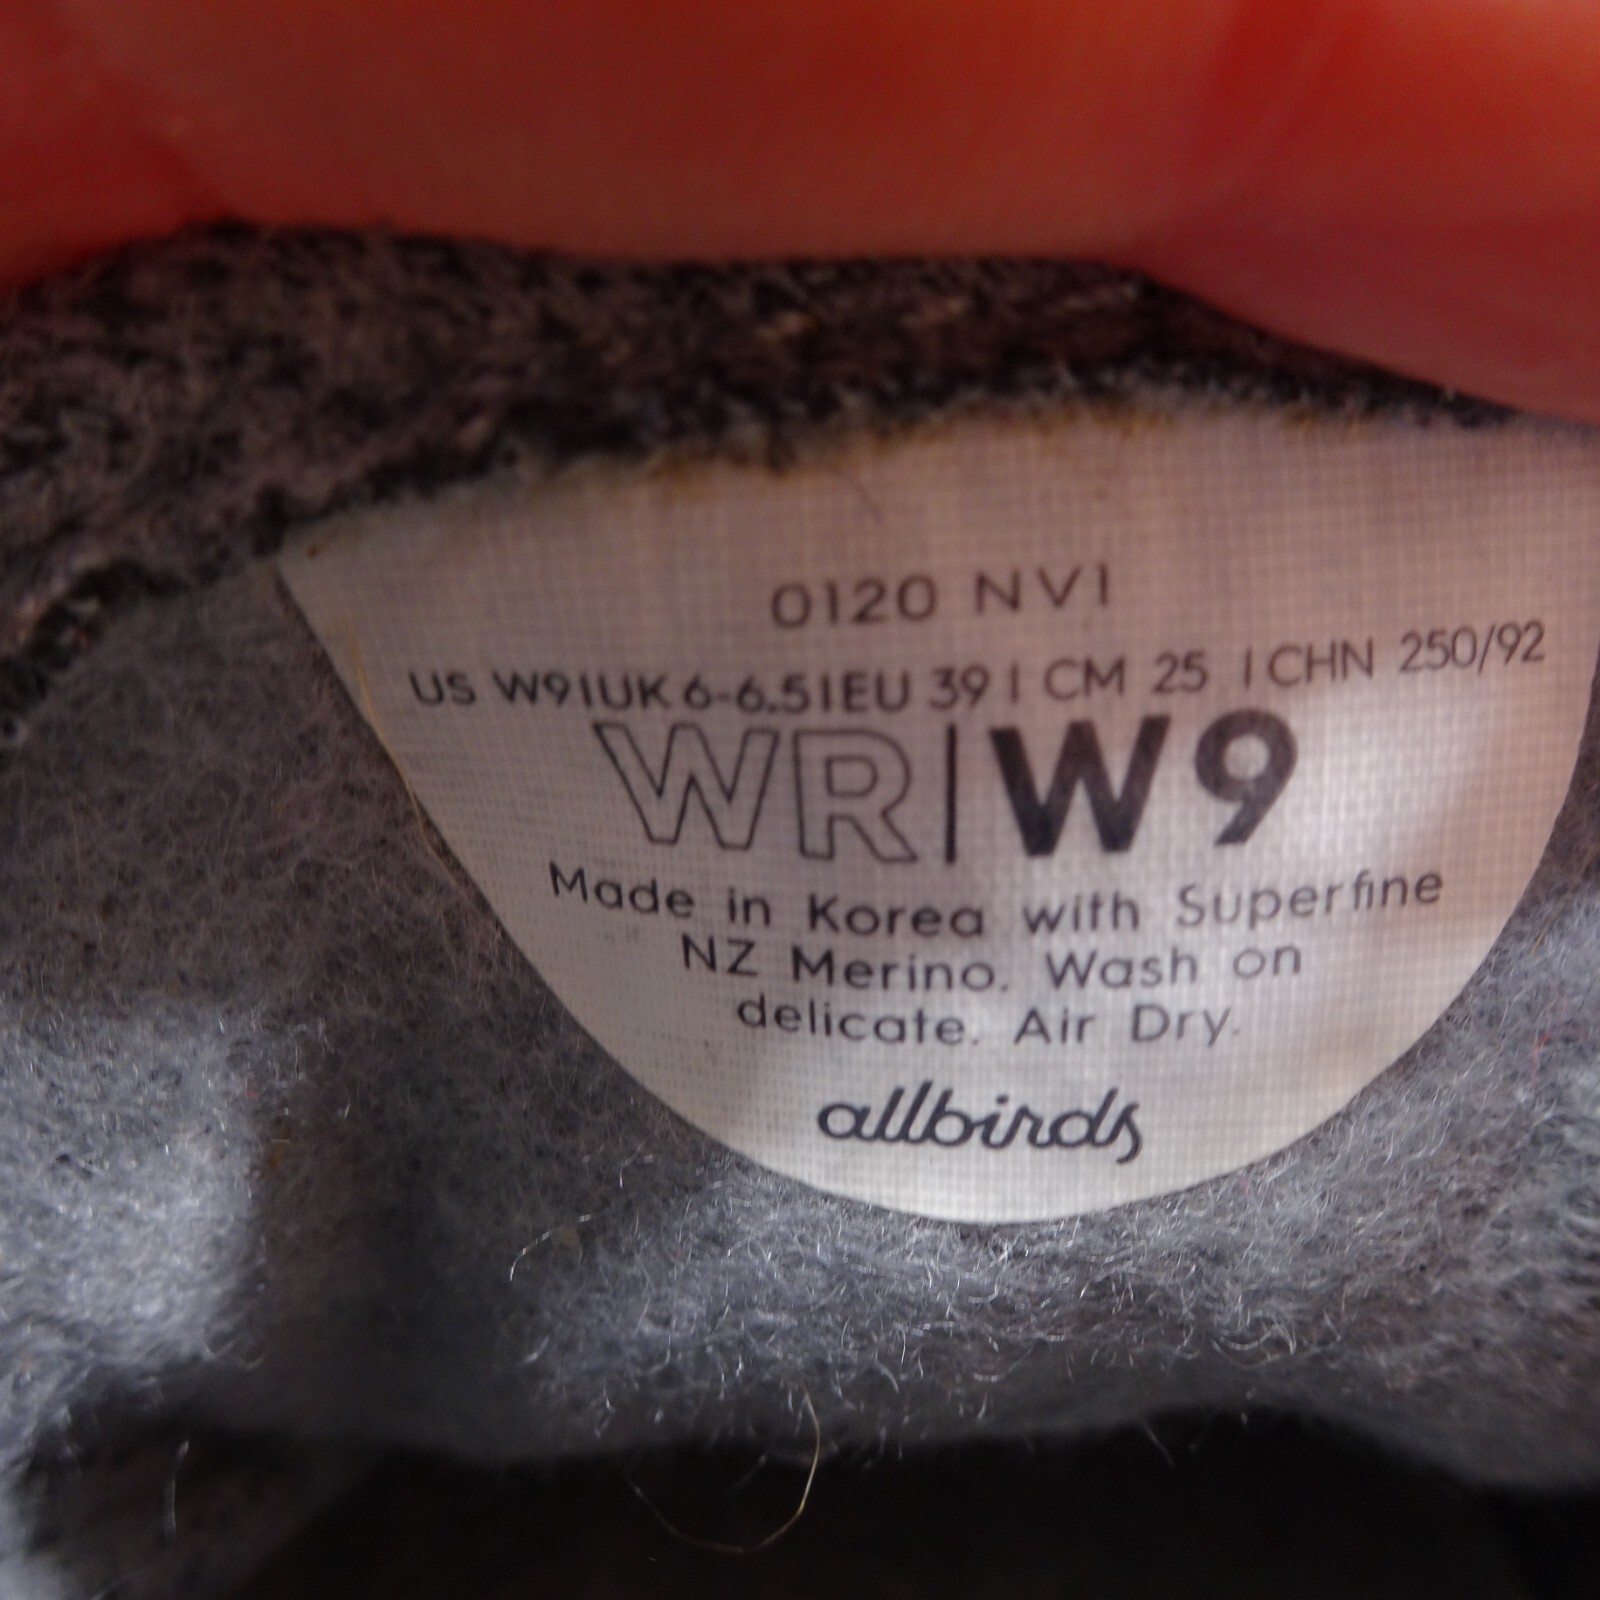 0120 NV1
US W9 | UK 6-6.5 | EU 39 | CM 25 | CHN 250/92
WR | W9
Made in Korea with Superfine
NZ Merino. Wash on
delicate. Air Dry.
allbirds